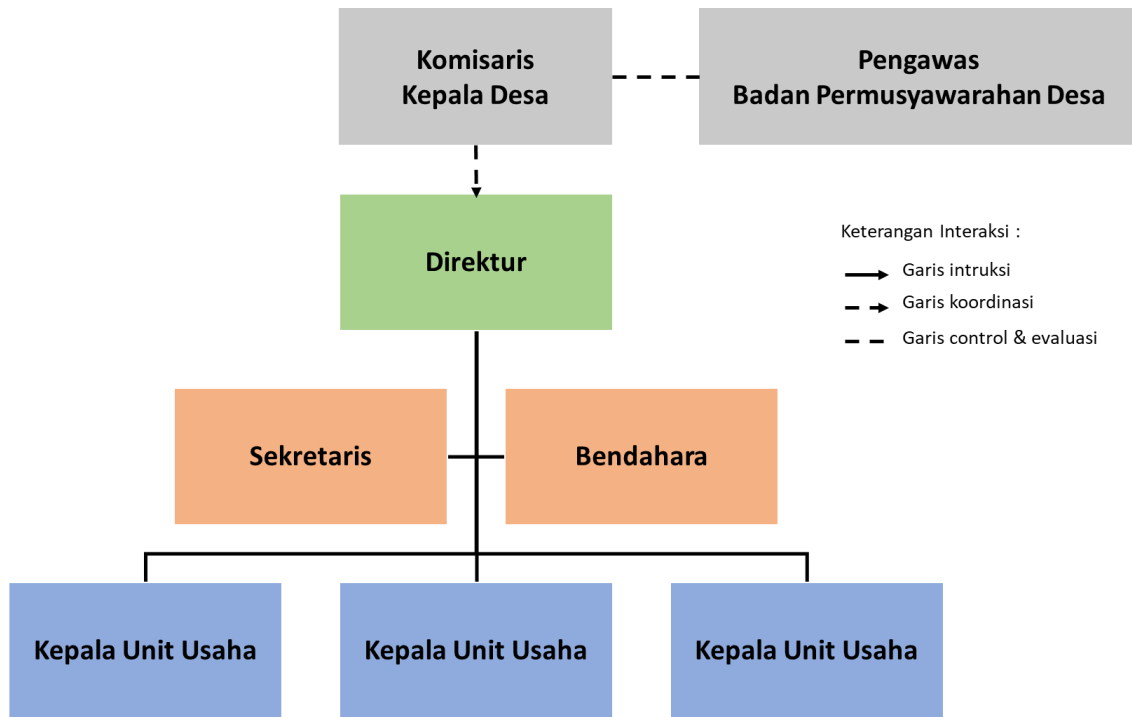 Komisaris
Kepala Desa
Pengawas
Badan Permusyawarahan Desa
Direktur
Keterangan Interaksi :
Garis intruksi
Garis koordinasi
Garis control & evaluasi
Sekretaris
Bendahara
Kepala Unit Usaha
Kepala Unit Usaha
Kepala Unit Usaha